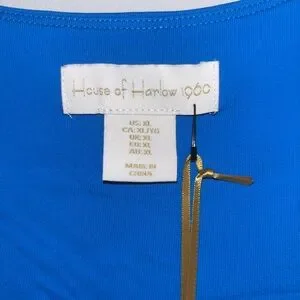 House of Harlow 1960
US: XL
CA: XL/TG
UK: XL
EU: XL
AU: XL
MADE IN
CHINA